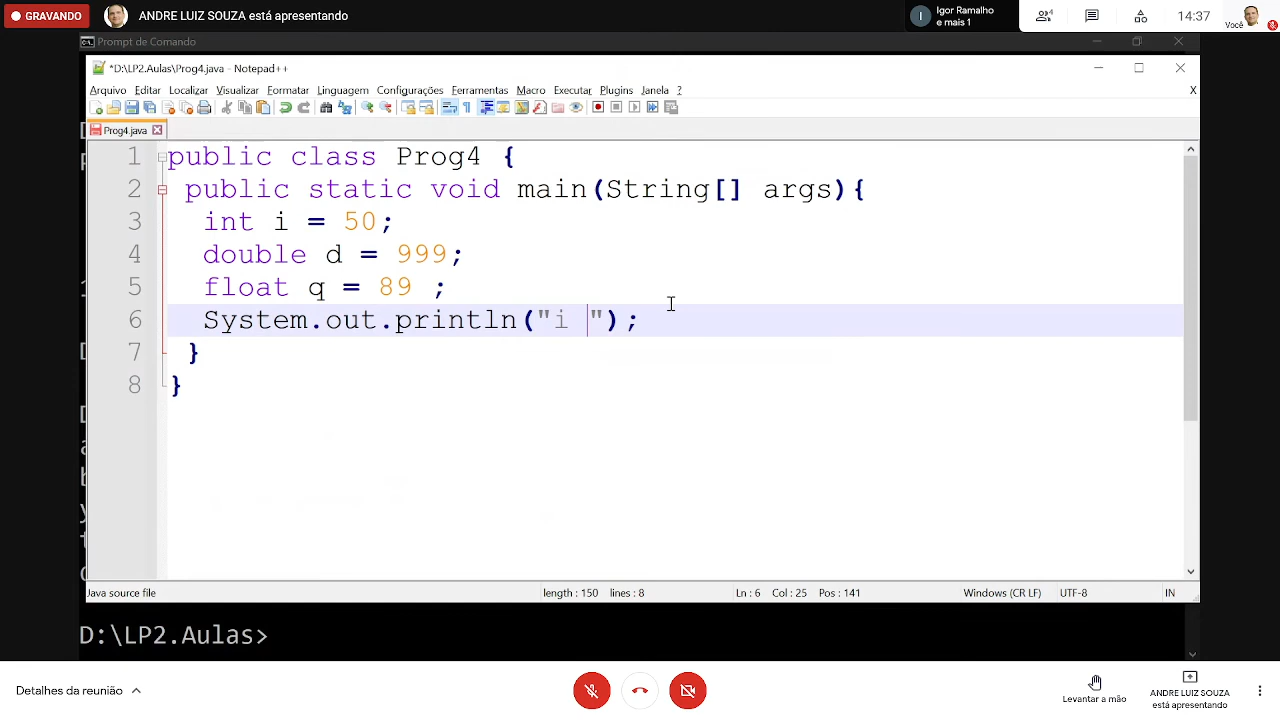 GRAVANDO
ANDRE LUIZ SOUZA está apresentando
I
Igor Ramalho
e mais 1
14:37
Você
Prompt de Comando
*D:\LP2.Aulas\Prog4.java - Notepad++
Arquivo Editar Localizar Visualizar Formatar Linguagem Configurações Ferramentas Macro Executar Plugins Janela ?
X
Prog4.java
1 public class Prog4 {
2 public static void main(String[] args){
3 int i = 50;
4 double d = 999;
5 float q = 89 ;
6 System.out.println("i ");
7 }
8 }
Java source file
length : 150 lines : 8
Ln : 6 Col : 25 Pos : 141
Windows (CR LF)
UTF-8
IN
D:\LP2.Aulas>
Detalhes da reunião
Levantar a mão
ANDRE LUIZ SOUZA
está apresentando